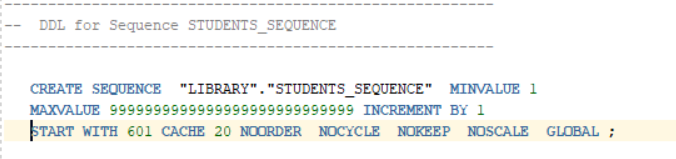 --------------------------------------------------------
--  DDL for Sequence STUDENTS_SEQUENCE
--------------------------------------------------------
CREATE SEQUENCE  "LIBRARY"."STUDENTS_SEQUENCE"  MINVALUE 1
MAXVALUE 9999999999999999999999999999 INCREMENT BY 1
START WITH 601 CACHE 20 NOORDER  NOCYCLE  NOKEEP  NOSCALE  GLOBAL ;